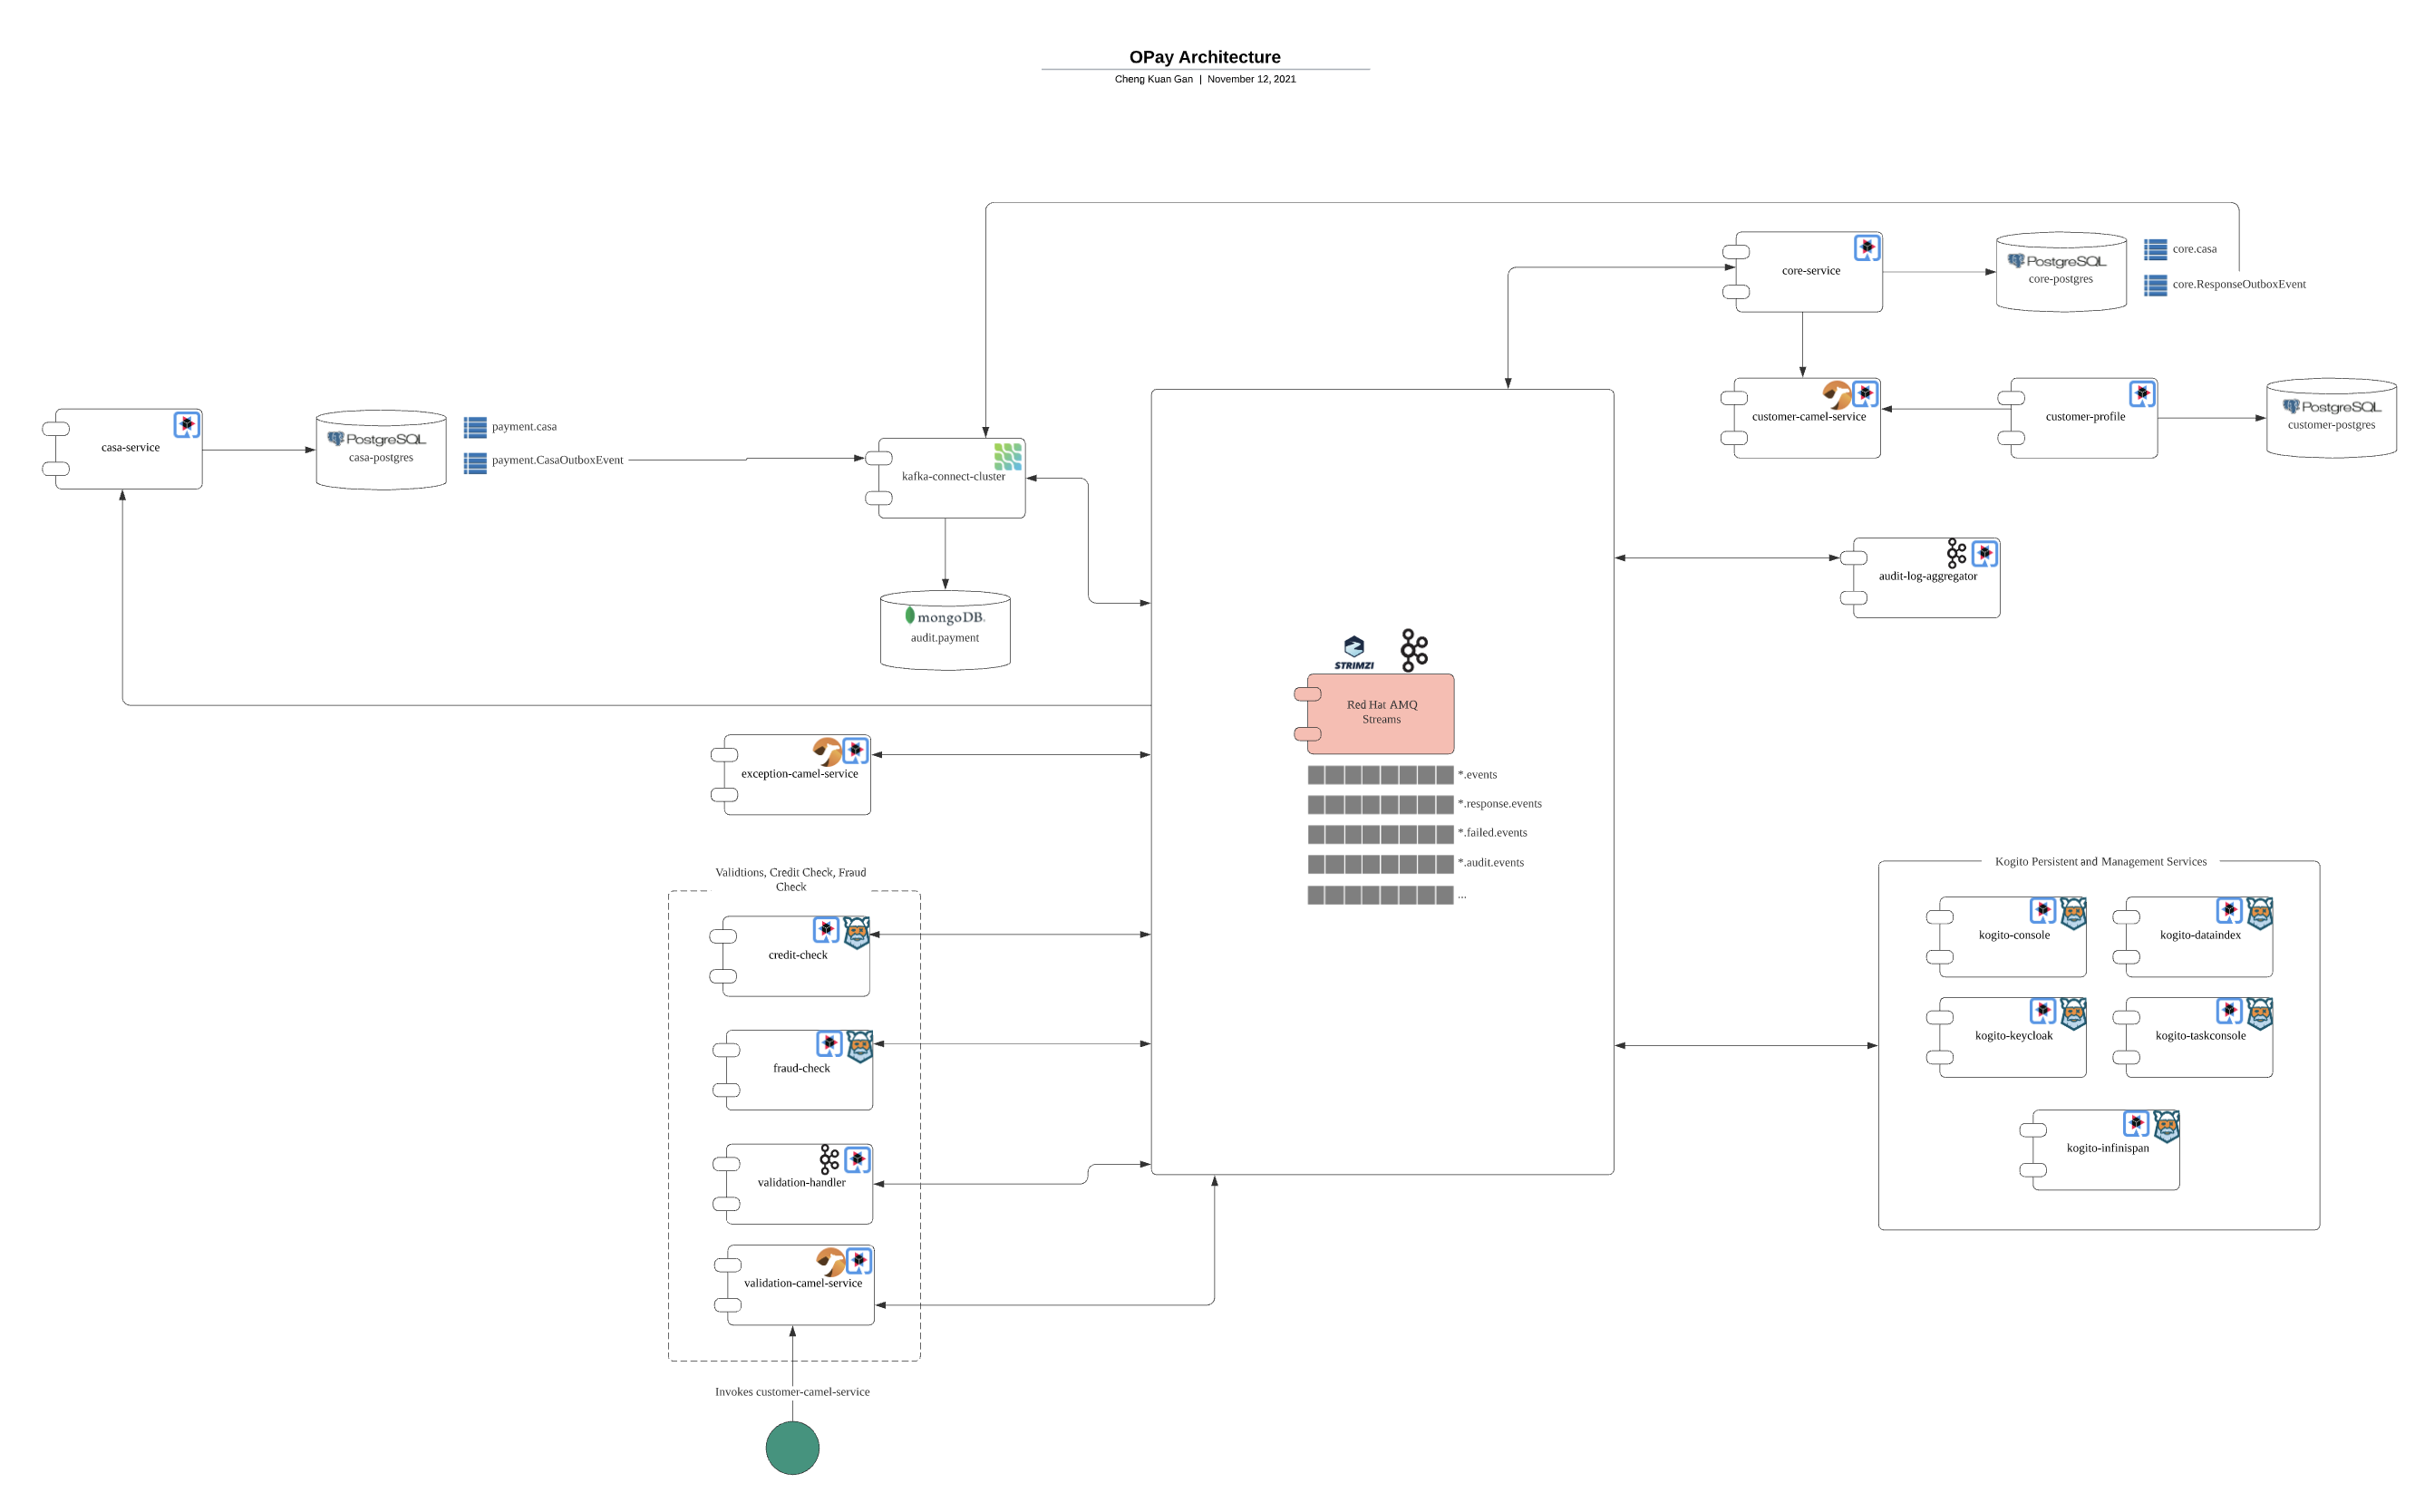 OPay Architecture
Cheng Kuan Gan | November 12, 2021
core-service
PostgreSQL
core-postgres
core.casa
core.ResponseOutboxEvent
casa-service
PostgreSQL
casa-postgres
payment.casa
payment.CasaOutboxEvent
kafka-connect-cluster
customer-camel-service
customer-profile
PostgreSQL
customer-postgres
mongoDB.
audit.payment
audit-log-aggregator
STRIMZI
Red Hat AMQ
Streams
*.events
*.response.events
*.failed.events
*.audit.events
...
exception-camel-service
Validtions, Credit Check, Fraud
Check
credit-check
fraud-check
validation-handler
validation-camel-service
Invokes customer-camel-service
Kogito Persistent and Management Services
kogito-console
kogito-dataindex
kogito-keycloak
kogito-taskconsole
kogito-infinispan